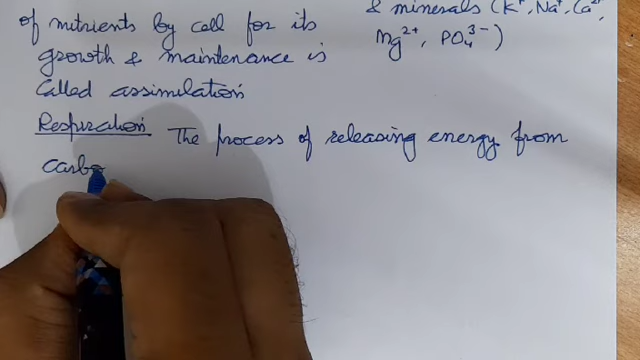 of nutrients by cell for its
growth & maintenance is
called assimilation
& minerals (K⁺, Na⁺, Ca²⁺,
Mg²⁺, PO₄³⁻)
Respiration The process of releasing energy from
carbo